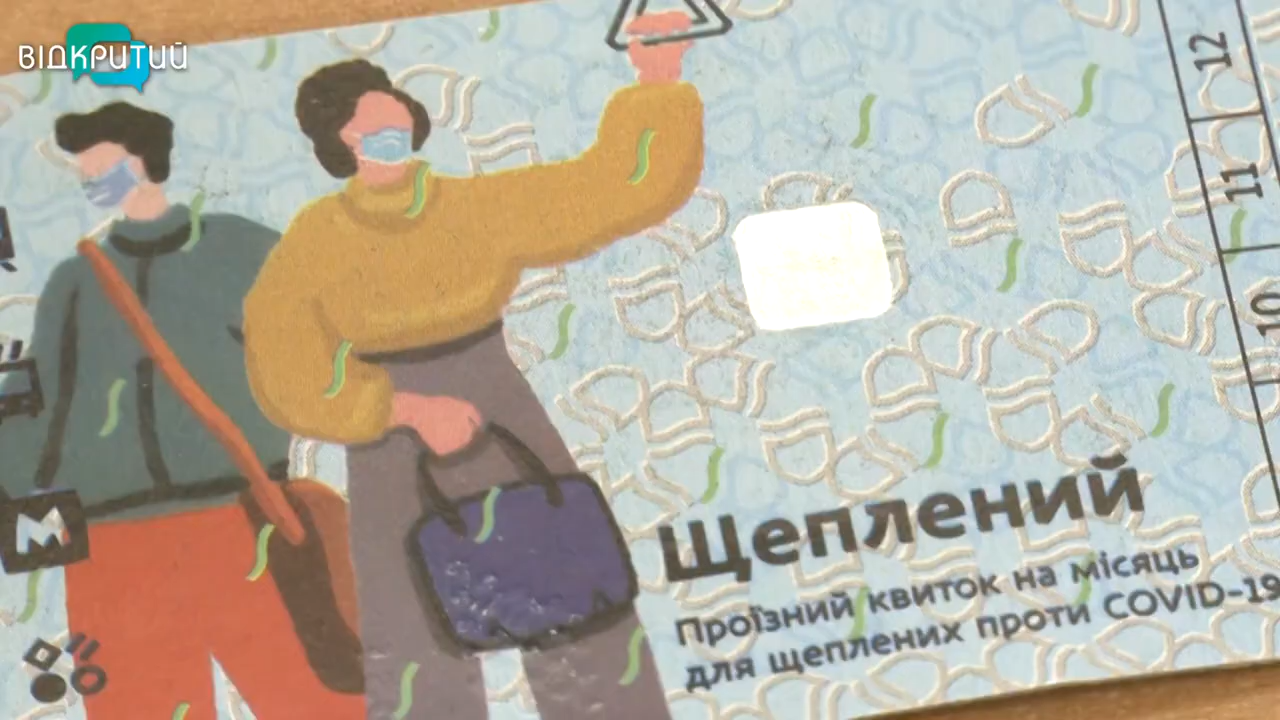 ВІДКРИТИЙ
12
11
10
М
Щеплений
Проїзний квиток на місяць
для щеплених проти COVID-19